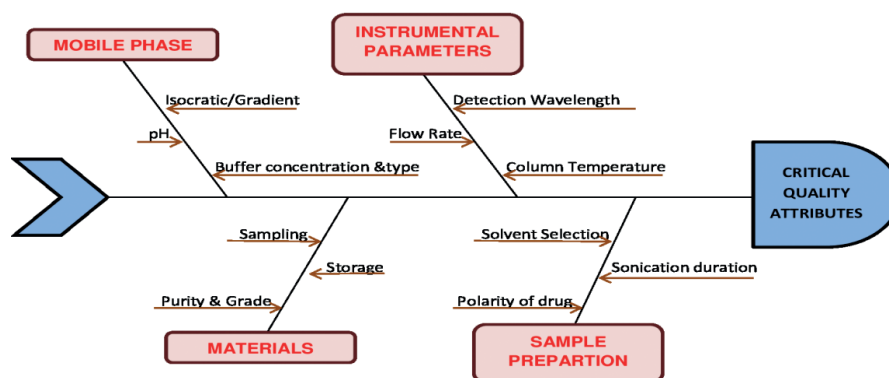 MOBILE PHASE
INSTRUMENTAL
PARAMETERS
Isocratic/Gradient
pH
Buffer concentration &type
Detection Wavelength
Flow Rate
Column Temperature
CRITICAL
QUALITY
ATTRIBUTES
Sampling
Storage
Purity & Grade
MATERIALS
Solvent Selection
Sonication duration
Polarity of drug
SAMPLE
PREPARTION